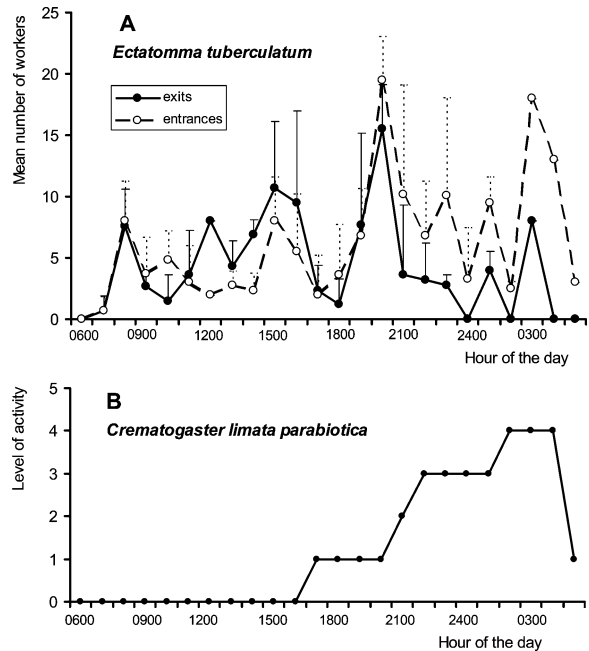 A
Ectatomma tuberculatum
Mean number of workers
25
20
15
10
5
0
exits
entrances
0600 0900 1200 1500 1800 2100 2400 0300
Hour of the day
B
Crematogaster limata parabiotica
Level of activity
5
4
3
2
1
0
0600 0900 1200 1500 1800 2100 2400 0300
Hour of the day